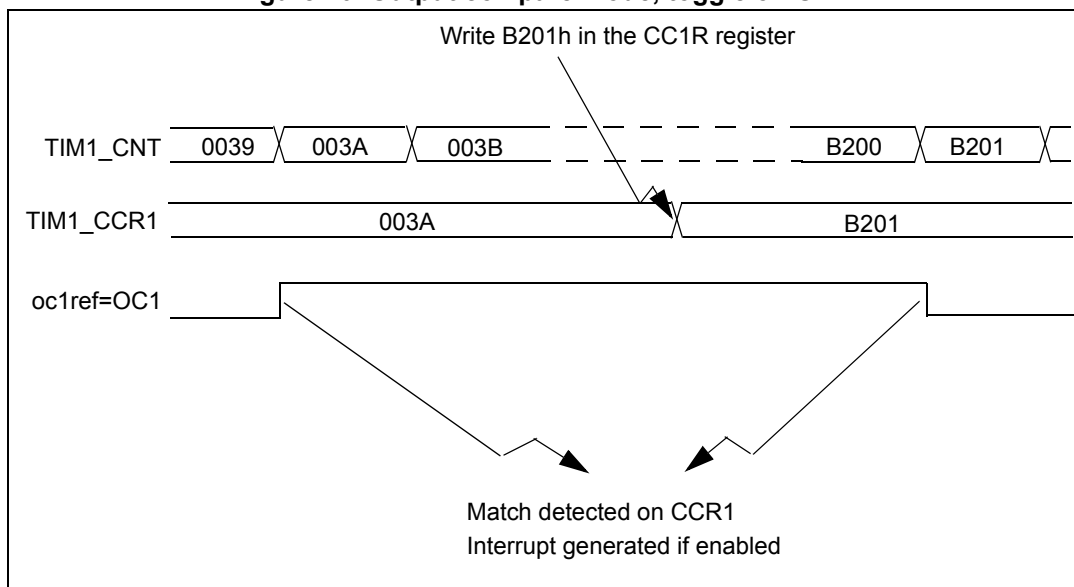 Write B201h in the CC1R register
TIM1_CNT 0039 003A 003B B200 B201
TIM1_CCR1 003A B201
oc1ref=OC1
Match detected on CCR1
Interrupt generated if enabled